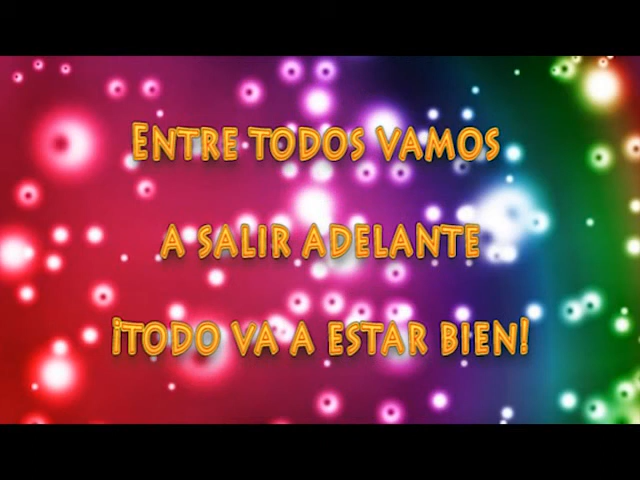 Entre todos vamos
a salir adelante
¡todo va a estar bien!